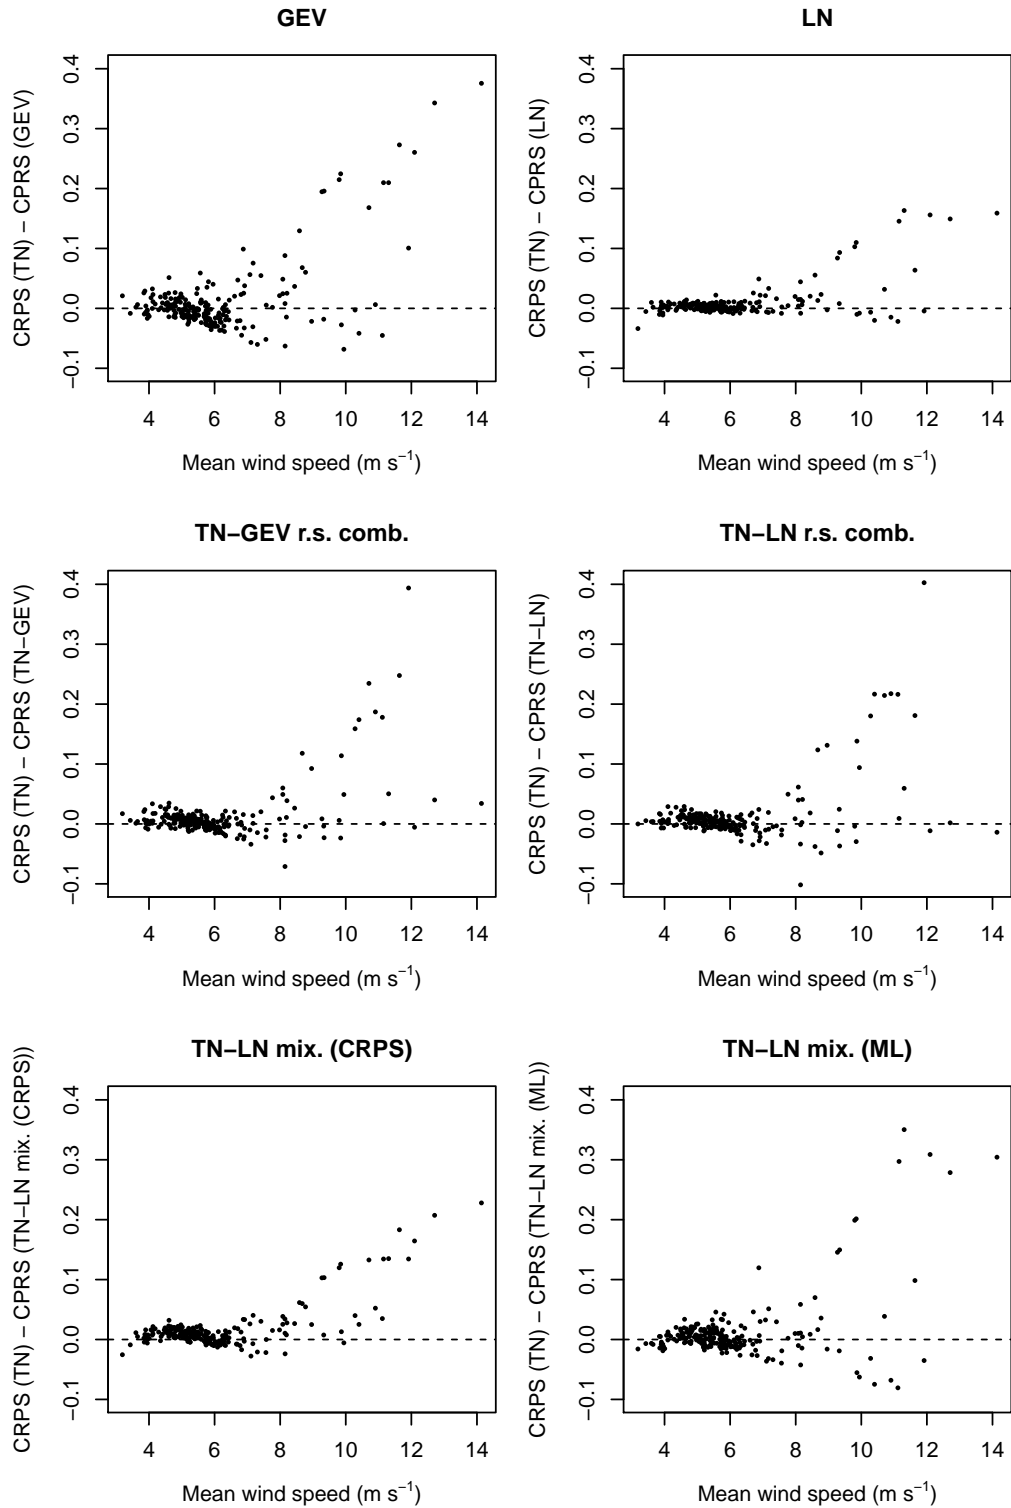 GEV
CRPS (TN) − CPRS (GEV)
0.4
0.3
0.2
0.1
0.0
−0.1
4 6 8 10 12 14
Mean wind speed (m s−1)
LN
CRPS (TN) − CPRS (LN)
0.4
0.3
0.2
0.1
0.0
−0.1
4 6 8 10 12 14
Mean wind speed (m s−1)
TN−GEV r.s. comb.
CRPS (TN) − CPRS (TN−GEV)
0.4
0.3
0.2
0.1
0.0
−0.1
4 6 8 10 12 14
Mean wind speed (m s−1)
TN−LN r.s. comb.
CRPS (TN) − CPRS (TN−LN)
0.4
0.3
0.2
0.1
0.0
−0.1
4 6 8 10 12 14
Mean wind speed (m s−1)
TN−LN mix. (CRPS)
CRPS (TN) − CPRS (TN−LN mix. (CRPS))
0.4
0.3
0.2
0.1
0.0
−0.1
4 6 8 10 12 14
Mean wind speed (m s−1)
TN−LN mix. (ML)
CRPS (TN) − CPRS (TN−LN mix. (ML))
0.4
0.3
0.2
0.1
0.0
−0.1
4 6 8 10 12 14
Mean wind speed (m s−1)